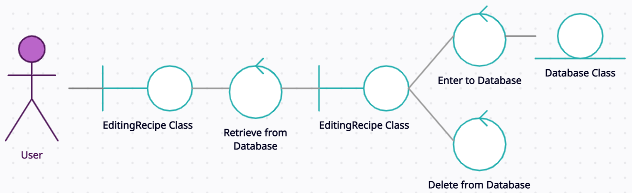 User
EditingRecipe Class
Retrieve from
Database
EditingRecipe Class
Enter to Database
Database Class
Delete from Database